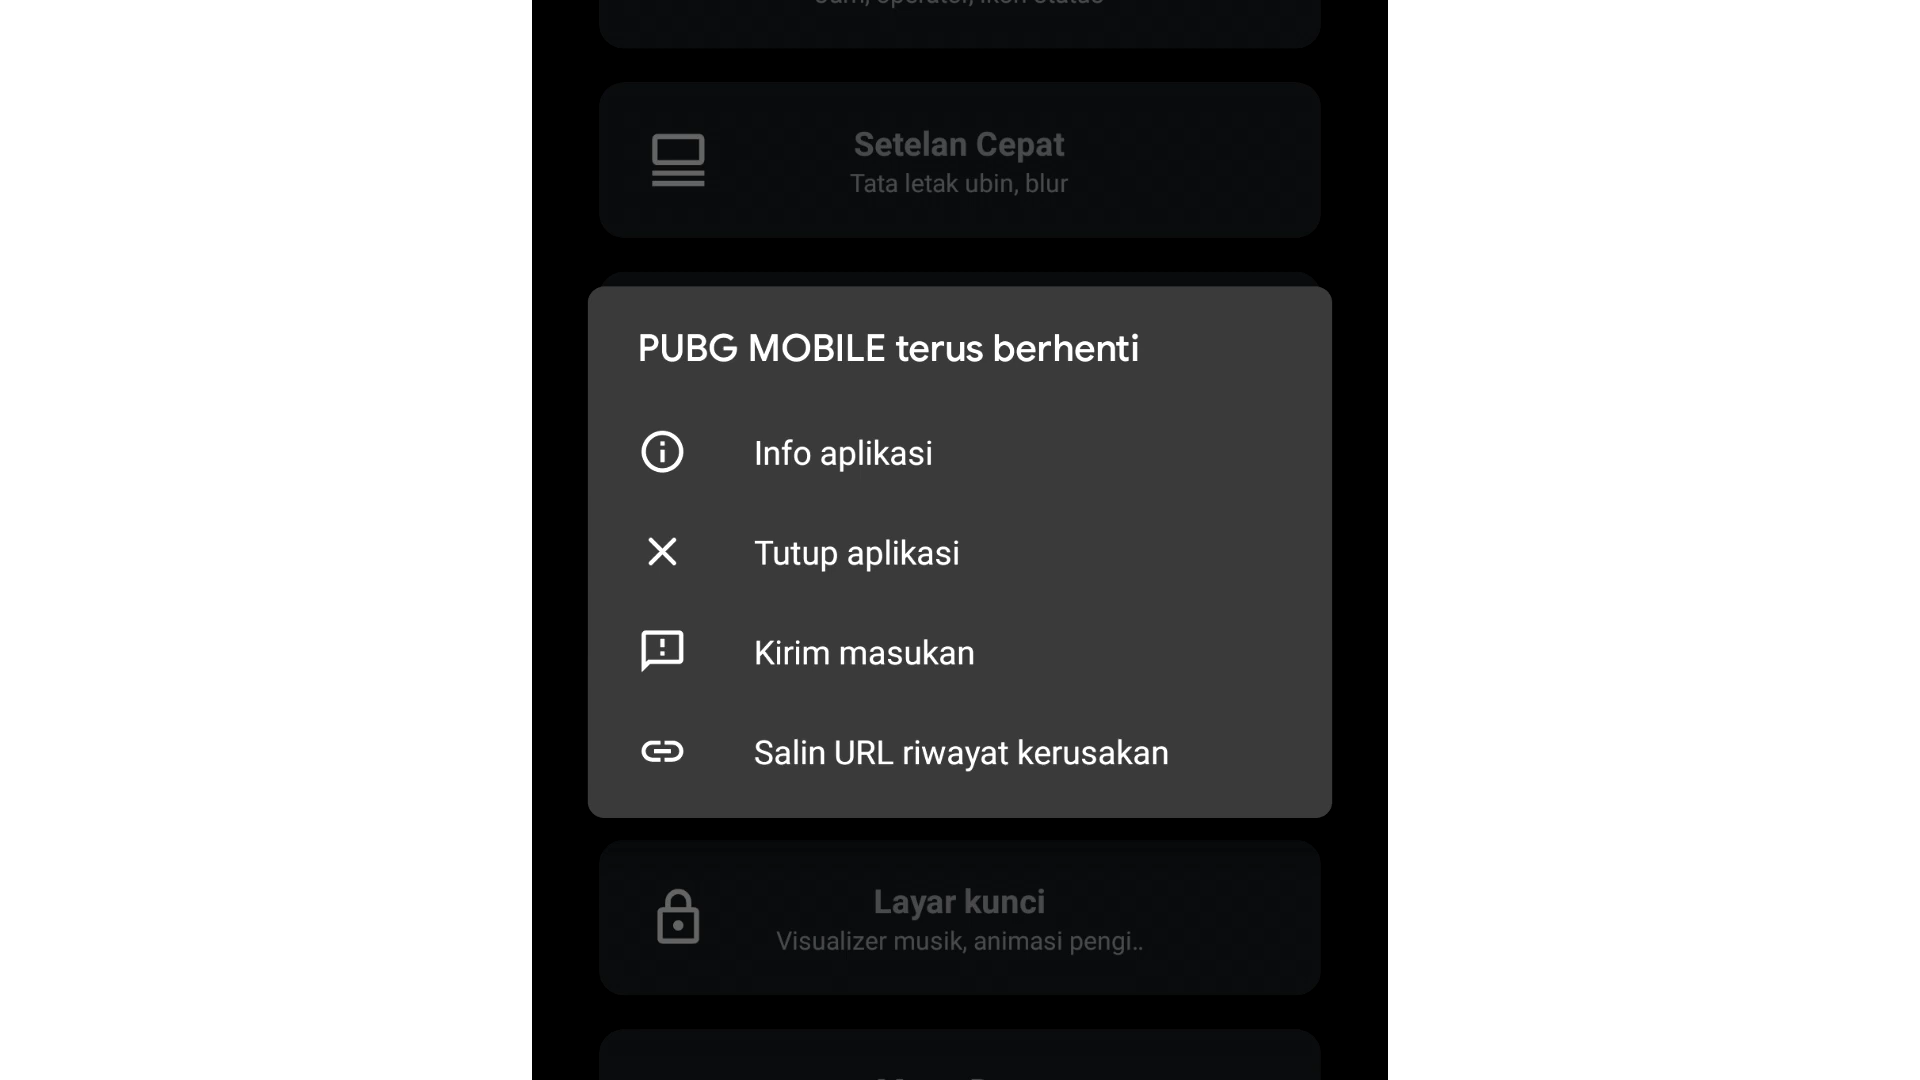 Setelan Cepat
Tata letak ubin, blur
PUBG MOBILE terus berhenti
Info aplikasi
Tutup aplikasi
Kirim masukan
Salin URL riwayat kerusakan
Layar kunci
Visualizer musik, animasi pengi..